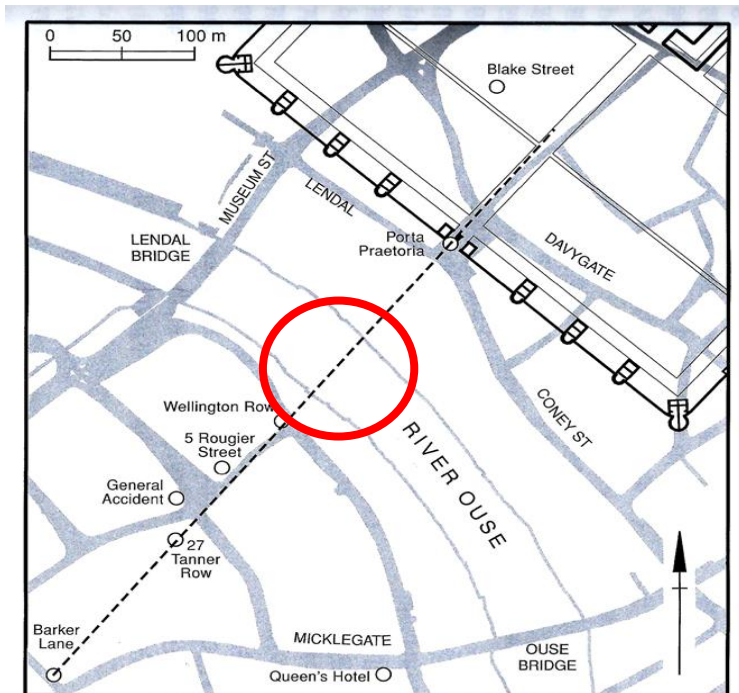 0 50 100 m
Blake Street
MUSEUM ST
LENDAL
Porta
Praetoria
LENDAL
BRIDGE
DAVYGATE
Wellington Row
5 Rougier
Street
CONEY ST
RIVER OUSE
General
Accident
27
Tanner
Row
Barker
Lane
MICKLEGATE
OUSE
BRIDGE
Queen's Hotel